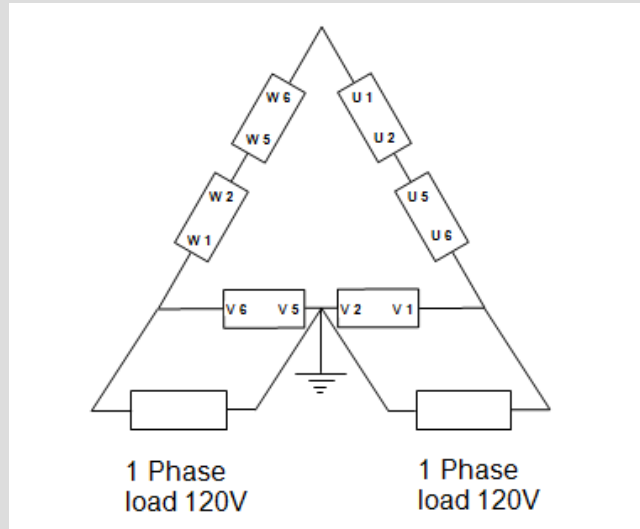 W 6
U 1
W 5
U 2
W 2
U 5
W 1
U 6
V 6 V 5 V 2 V 1
1 Phase
load 120V
1 Phase
load 120V